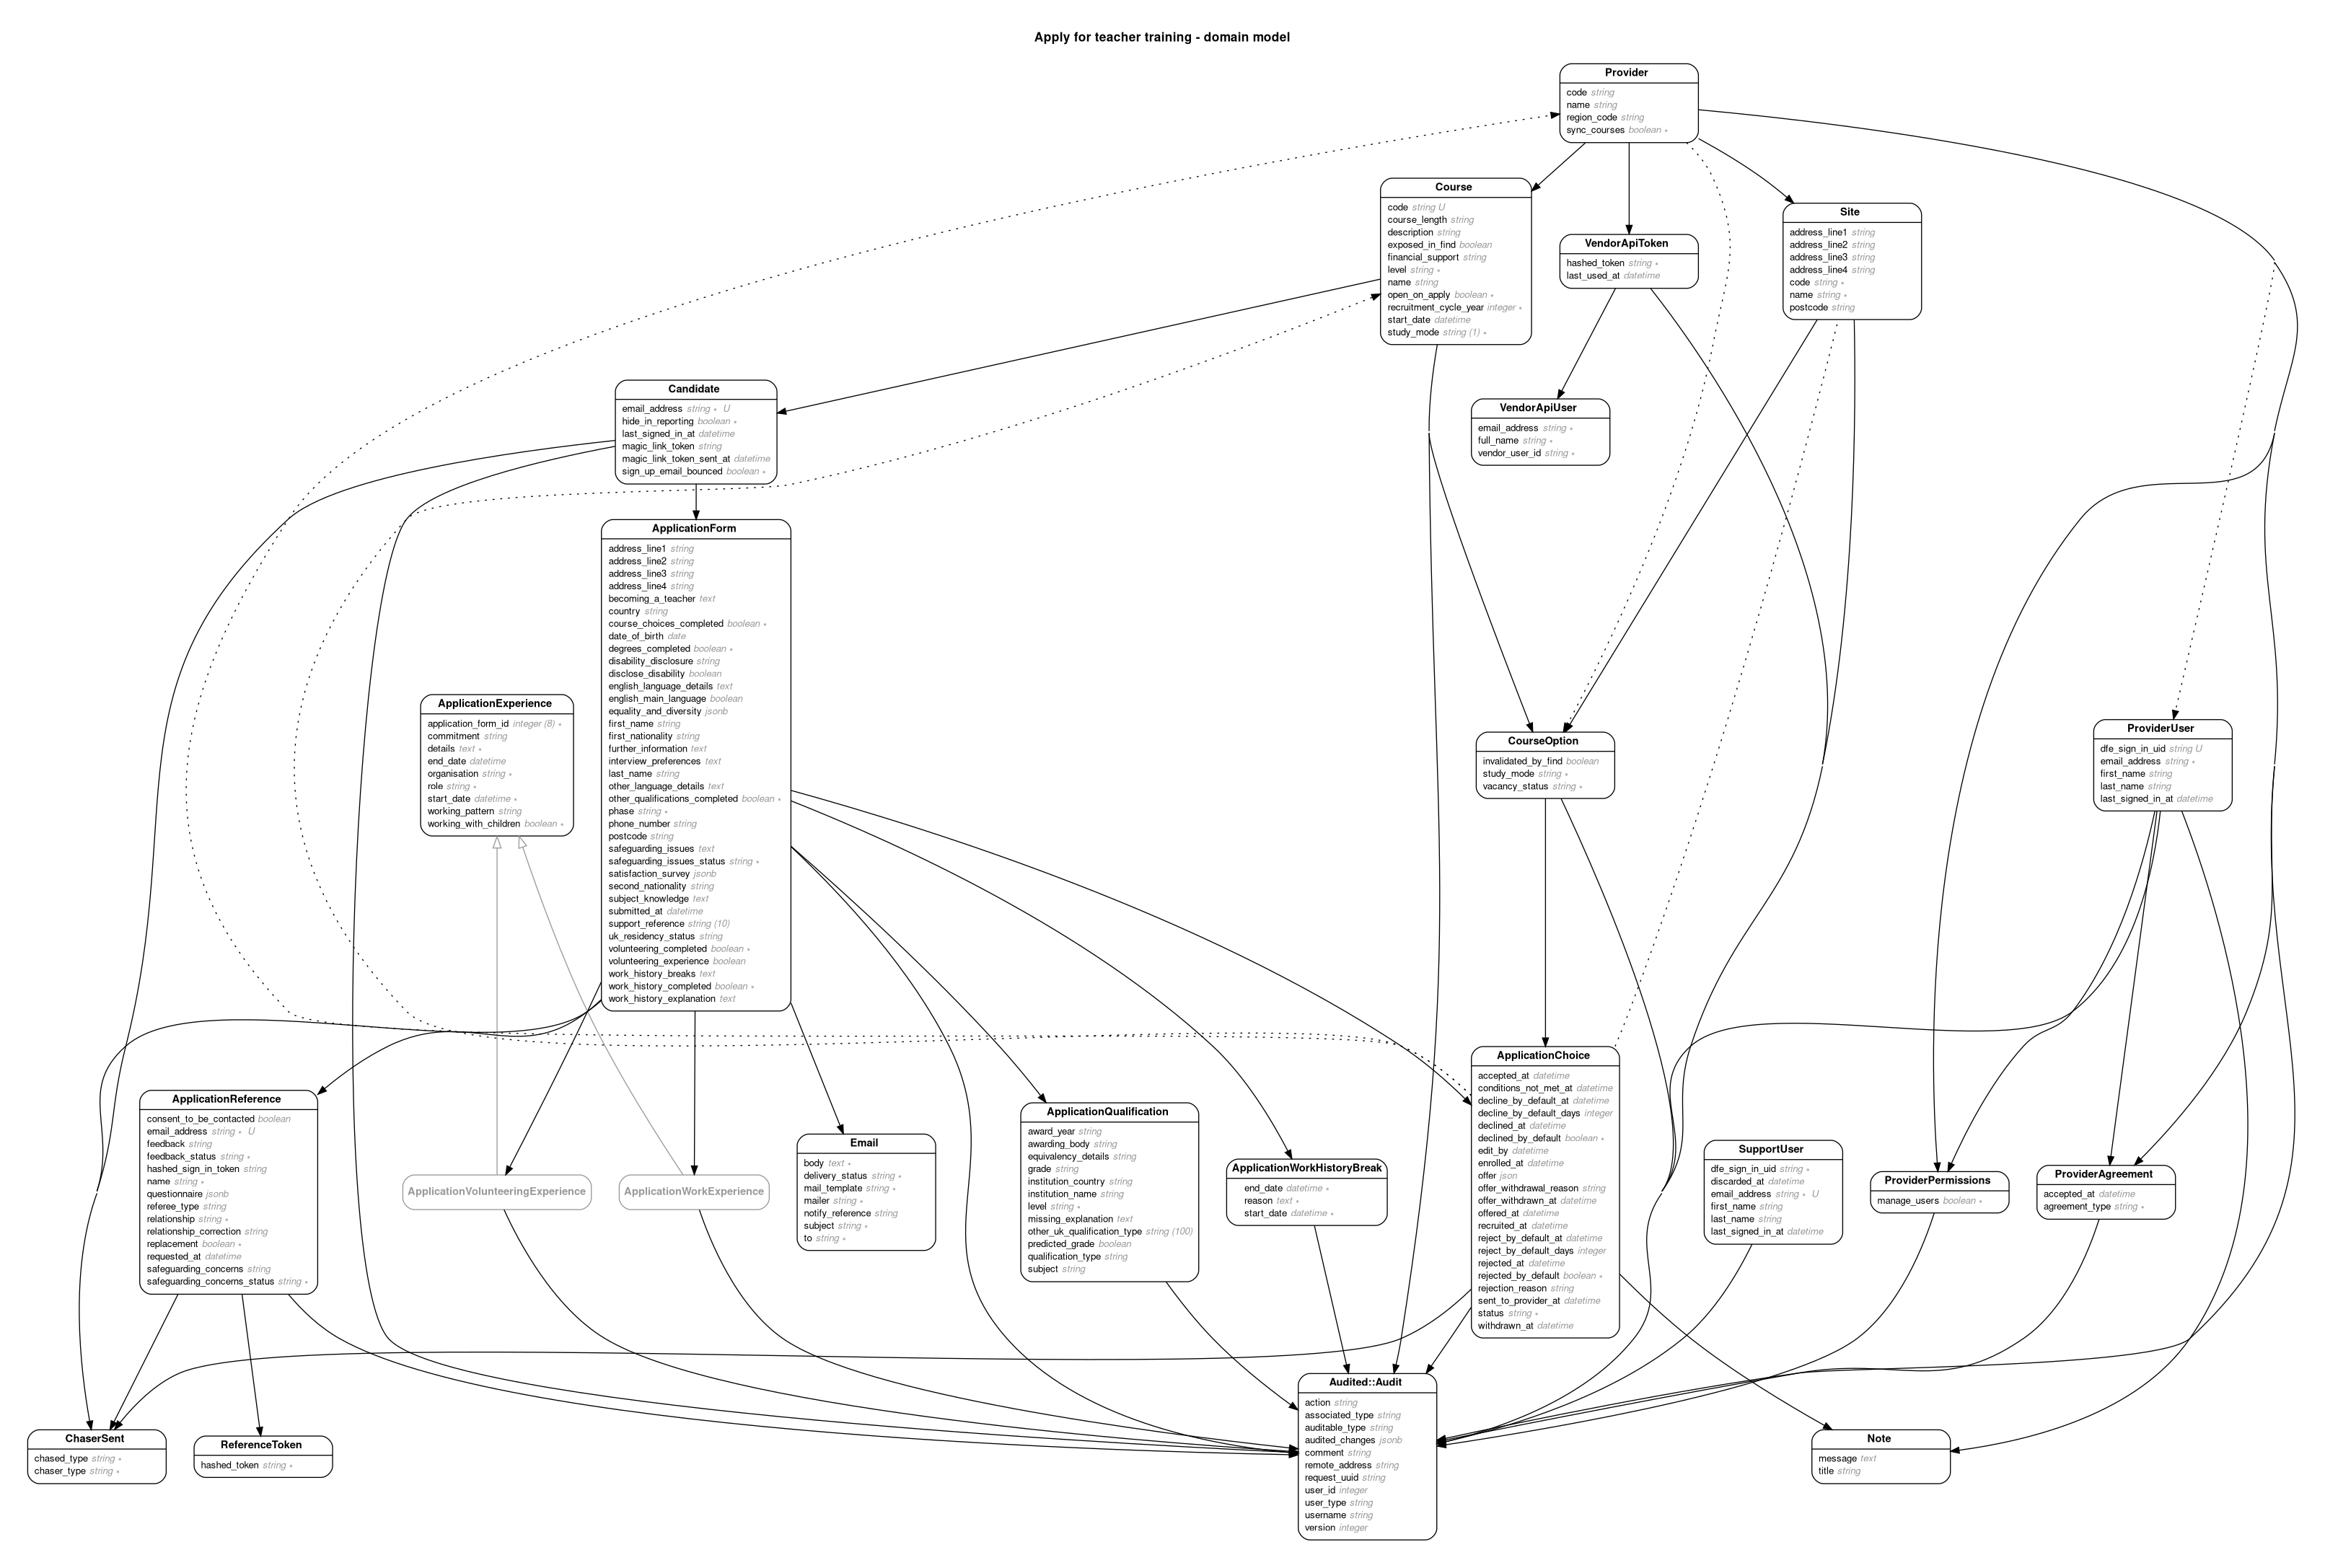 Apply for teacher training - domain model
Provider
code string
name string
region_code string
sync_courses boolean ∗
Course
code string U
course_length string
description string
exposed_in_find boolean
financial_support string
level string ∗
name string
open_on_apply boolean ∗
recruitment_cycle_year integer ∗
start_date datetime
study_mode string (1) ∗
VendorApiToken
hashed_token string ∗
last_used_at datetime
Site
address_line1 string
address_line2 string
address_line3 string
address_line4 string
code string ∗
name string ∗
postcode string
Candidate
email_address string ∗ U
hide_in_reporting boolean ∗
last_signed_in_at datetime
magic_link_token string
magic_link_token_sent_at datetime
sign_up_email_bounced boolean ∗
VendorApiUser
email_address string ∗
full_name string ∗
vendor_user_id string ∗
ApplicationForm
address_line1 string
address_line2 string
address_line3 string
address_line4 string
becoming_a_teacher text
country string
course_choices_completed boolean ∗
date_of_birth date
degrees_completed boolean ∗
disability_disclosure string
disclose_disability boolean
english_language_details text
english_main_language boolean
equality_and_diversity jsonb
first_name string
first_nationality string
further_information text
interview_preferences text
last_name string
other_language_details text
other_qualifications_completed boolean ∗
phase string ∗
phone_number string
postcode string
safeguarding_issues text
safeguarding_issues_status string ∗
satisfaction_survey jsonb
second_nationality string
subject_knowledge text
submitted_at datetime
support_reference string (10)
uk_residency_status string
volunteering_completed boolean ∗
volunteering_experience boolean
work_history_breaks text
work_history_completed boolean ∗
work_history_explanation text
ApplicationExperience
application_form_id integer (8) ∗
commitment string
details text ∗
end_date datetime
organisation string ∗
role string ∗
start_date datetime ∗
working_pattern string
working_with_children boolean ∗
CourseOption
invalidated_by_find boolean
study_mode string ∗
vacancy_status string ∗
ProviderUser
dfe_sign_in_uid string U
email_address string ∗
first_name string
last_name string
last_signed_in_at datetime
ApplicationReference
consent_to_be_contacted boolean
email_address string ∗ U
feedback string
feedback_status string ∗
hashed_sign_in_token string
name string ∗
questionnaire jsonb
referee_type string
relationship string ∗
relationship_correction string
replacement boolean ∗
requested_at datetime
safeguarding_concerns string
safeguarding_concerns_status string ∗
ApplicationVolunteeringExperience
ApplicationWorkExperience
Email
body text ∗
delivery_status string ∗
mail_template string ∗
mailer string ∗
notify_reference string
subject string ∗
to string ∗
ApplicationQualification
award_year string
awarding_body string
equivalency_details string
grade string
institution_country string
institution_name string
level string ∗
missing_explanation text
other_uk_qualification_type string (100)
predicted_grade boolean
qualification_type string
subject string
ApplicationWorkHistoryBreak
end_date datetime ∗
reason text ∗
start_date datetime ∗
ApplicationChoice
accepted_at datetime
conditions_not_met_at datetime
decline_by_default_at datetime
decline_by_default_days integer
declined_at datetime
declined_by_default boolean ∗
edit_by datetime
enrolled_at datetime
offer json
offer_withdrawal_reason string
offer_withdrawn_at datetime
offered_at datetime
recruited_at datetime
reject_by_default_at datetime
reject_by_default_days integer
rejected_at datetime
rejected_by_default boolean ∗
rejection_reason string
sent_to_provider_at datetime
status string ∗
withdrawn_at datetime
SupportUser
dfe_sign_in_uid string ∗
discarded_at datetime
email_address string ∗ U
first_name string
last_name string
last_signed_in_at datetime
ProviderPermissions
manage_users boolean ∗
ProviderAgreement
accepted_at datetime
agreement_type string ∗
ChaserSent
chased_type string ∗
chaser_type string ∗
ReferenceToken
hashed_token string ∗
Audited::Audit
action string
associated_type string
auditable_type string
audited_changes jsonb
comment string
remote_address string
request_uuid string
user_id integer
user_type string
username string
version integer
Note
message text
title string